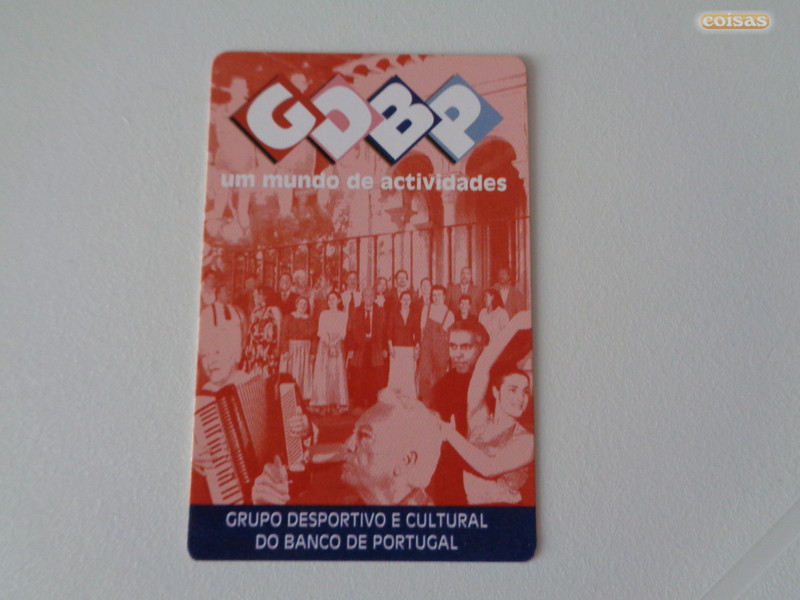 coisas
GDBP
um mundo de actividades
GRUPO DESPORTIVO E CULTURAL
DO BANCO DE PORTUGAL